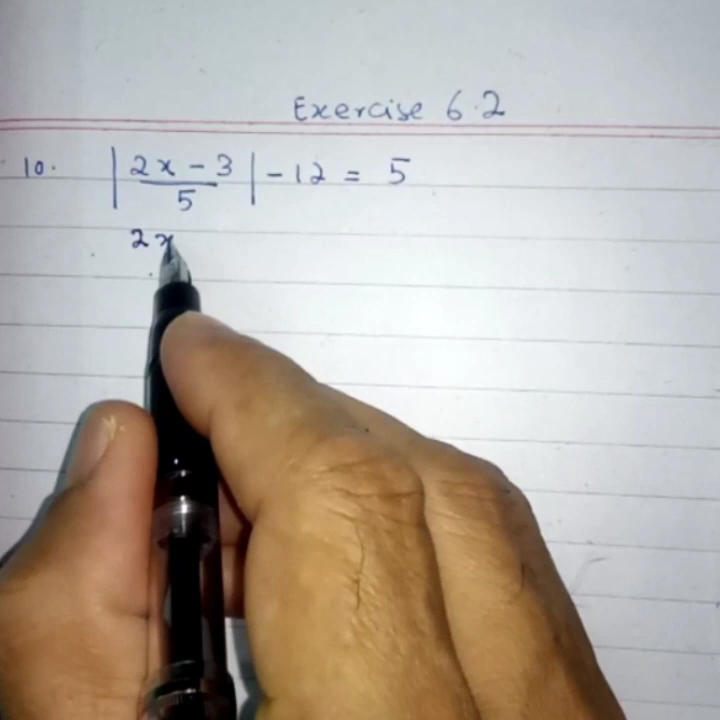 Exercise 6.2
10. |2x - 3 / 5| - 12 = 5
2x